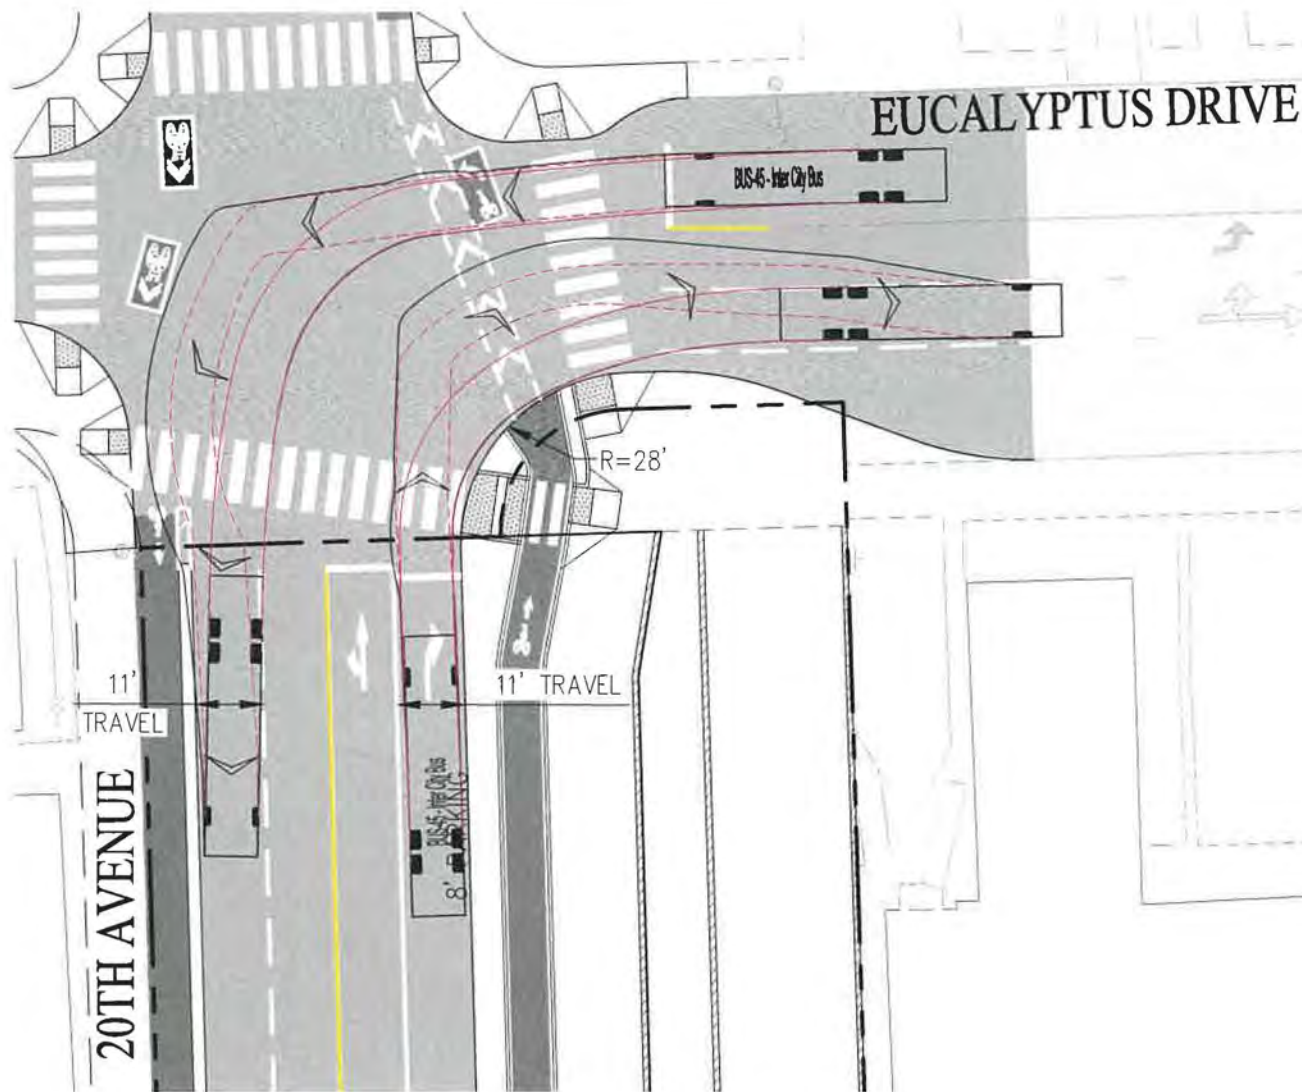 EUCALYPTUS DRIVE
BUS-45 - Inter City Bus
R=28'
11'
TRAVEL
11' TRAVEL
BUS-45 - Inter City Bus
8' PARKING
20TH AVENUE